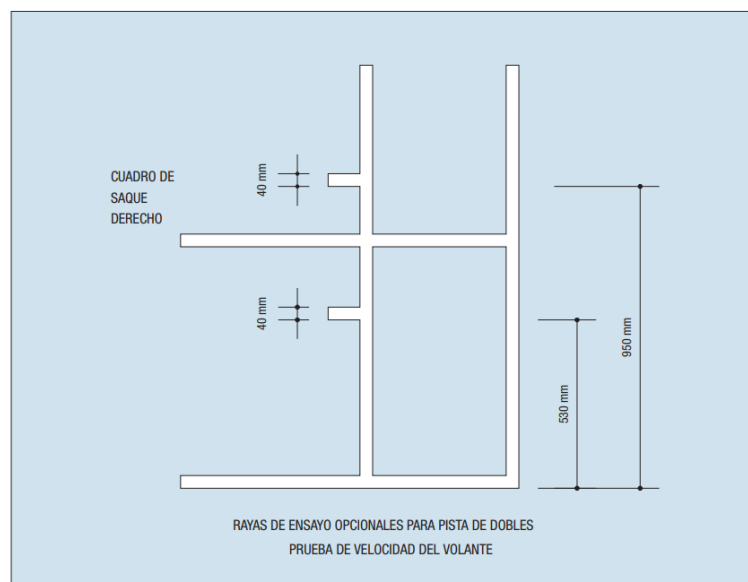 CUADRO DE
SAQUE
DERECHO
40 mm
40 mm
950 mm
530 mm
RAYAS DE ENSAYO OPCIONALES PARA PISTA DE DOBLES
PRUEBA DE VELOCIDAD DEL VOLANTE